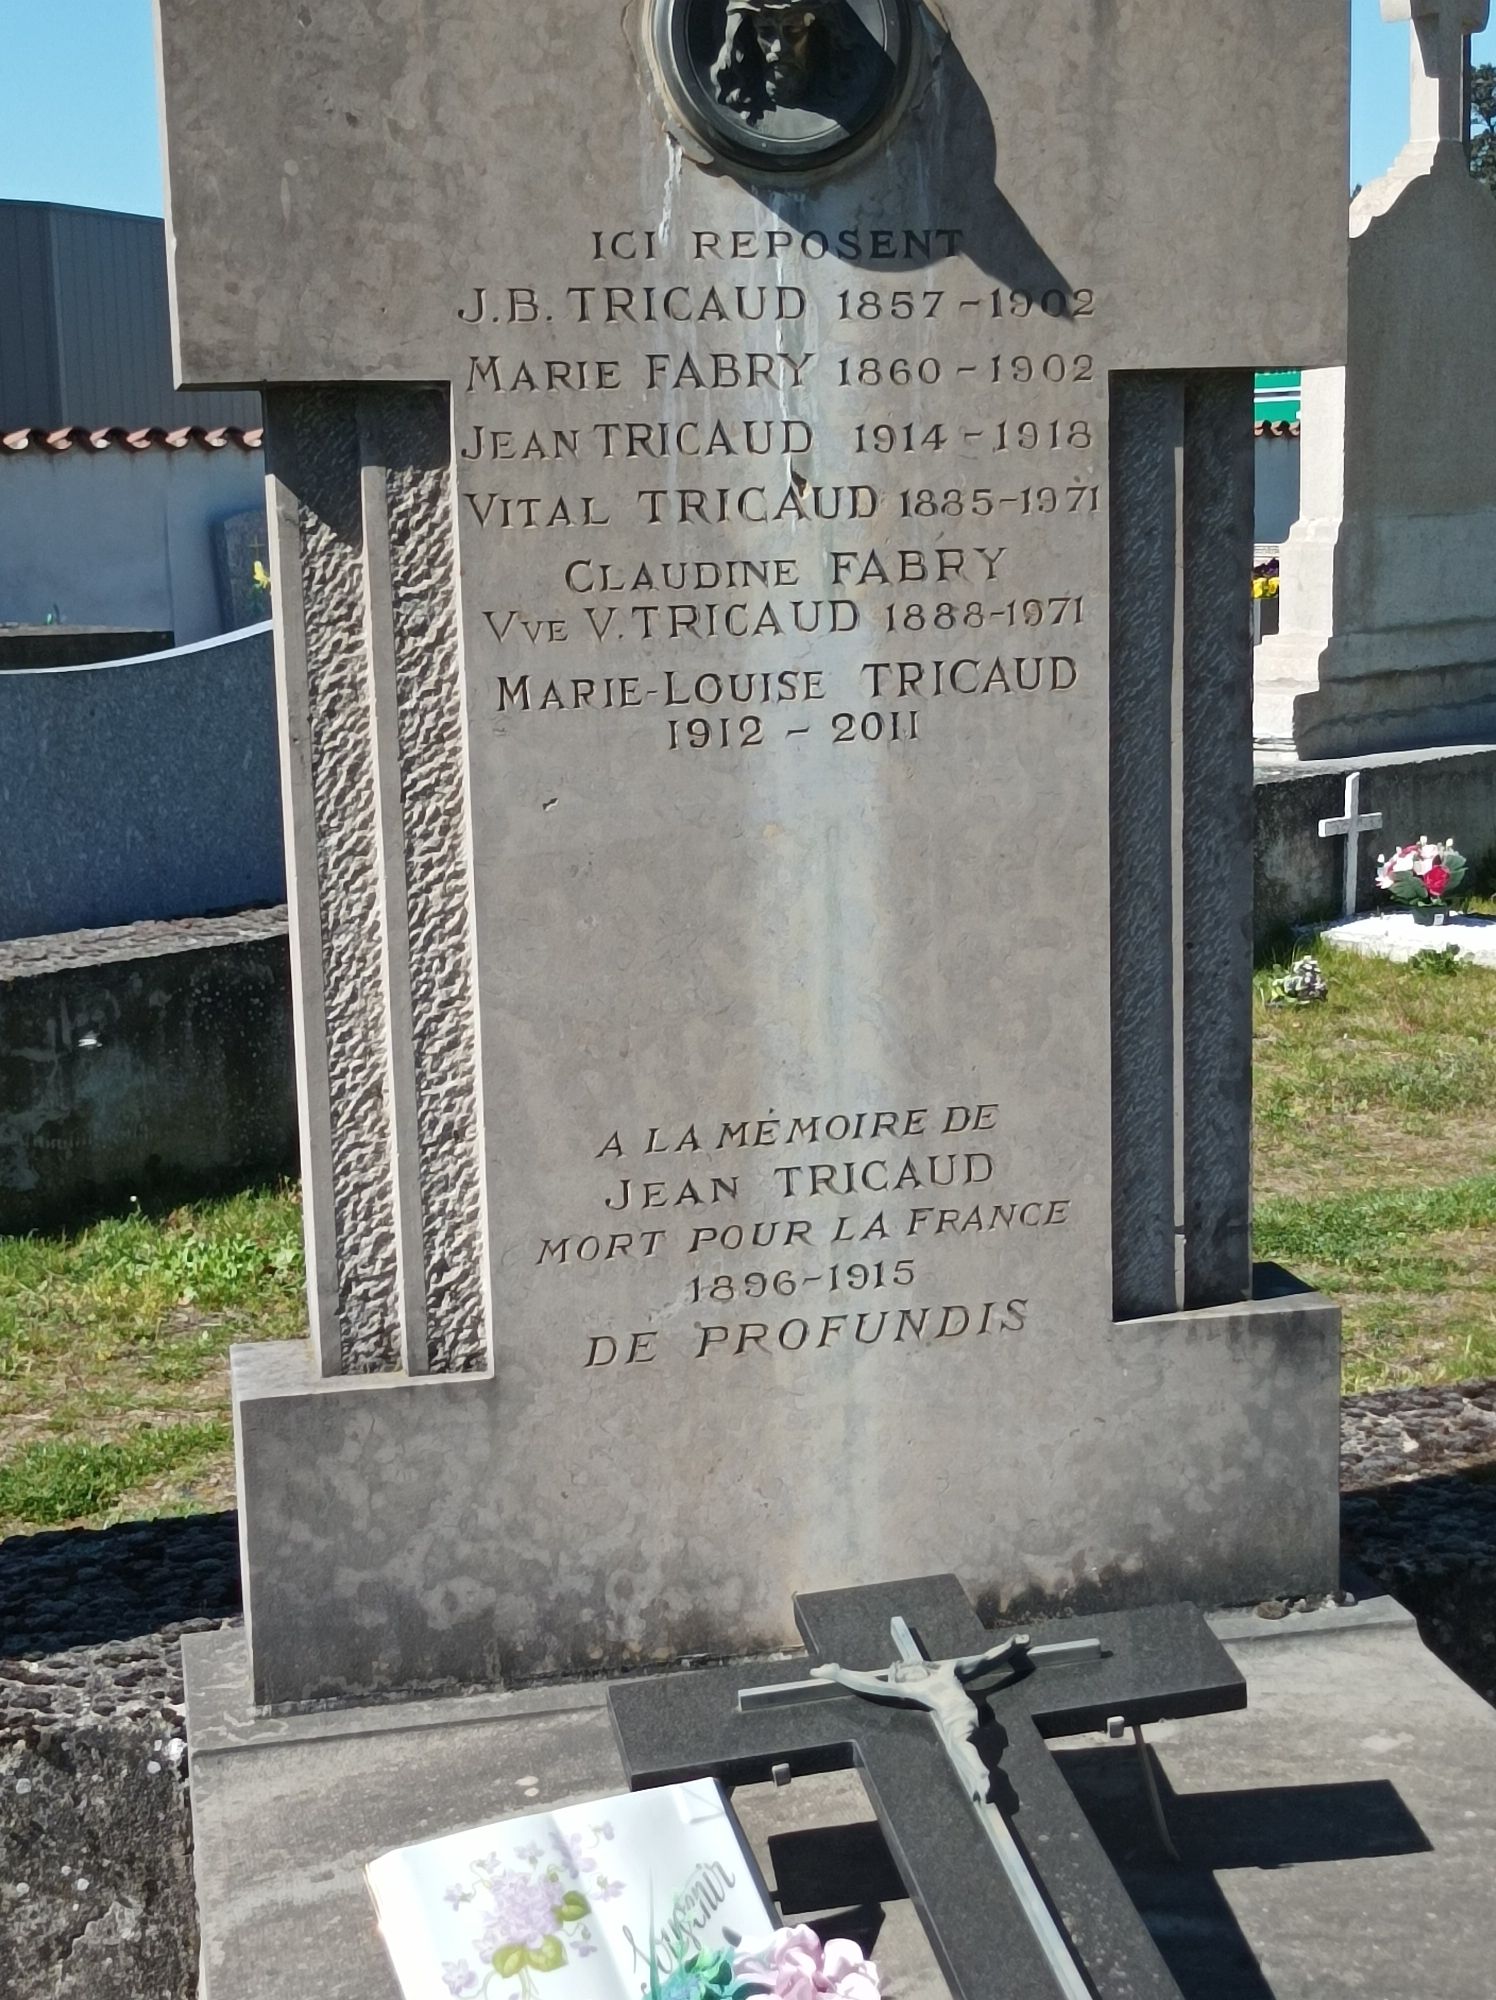 ICI REPOSENT
J.B. TRICAUD 1857-1902
MARIE FABRY 1860-1902
JEAN TRICAUD 1914-1918
VITAL TRICAUD 1885-1971
CLAUDINE FABRY
VVE V. TRICAUD 1888-1971
MARIE-LOUISE TRICAUD
1912 - 2011
A LA MÉMOIRE DE
JEAN TRICAUD
MORT POUR LA FRANCE
1896-1915
DE PROFUNDIS
Souvenir